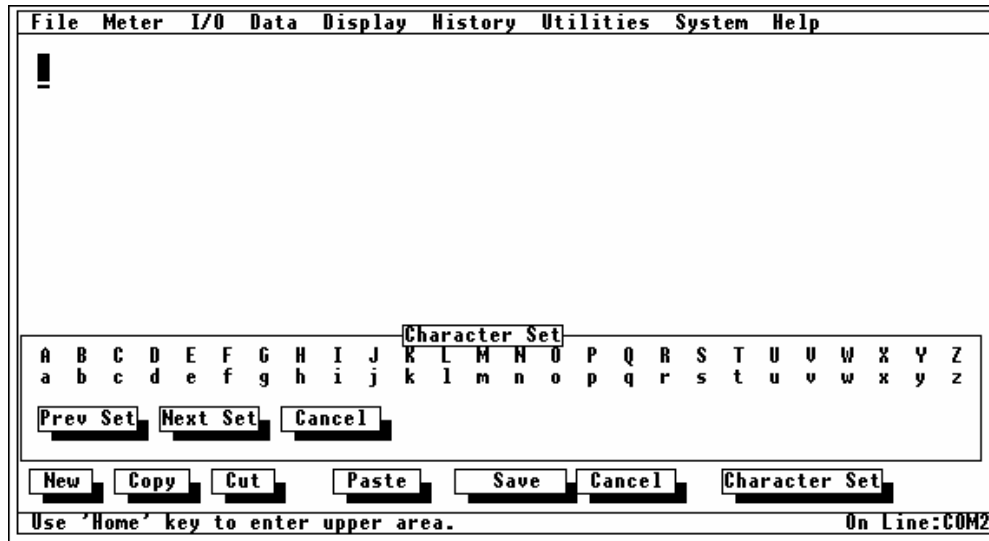 File Meter I/O Data Display History Utilities System Help
Character Set
A B C D E F G H I J K L M N O P Q R S T U V W X Y Z
a b c d e f g h i j k l m n o p q r s t u v w x y z
Prev Set Next Set Cancel
New Copy Cut Paste Save Cancel Character Set
Use 'Home' key to enter upper area. On Line:COM2